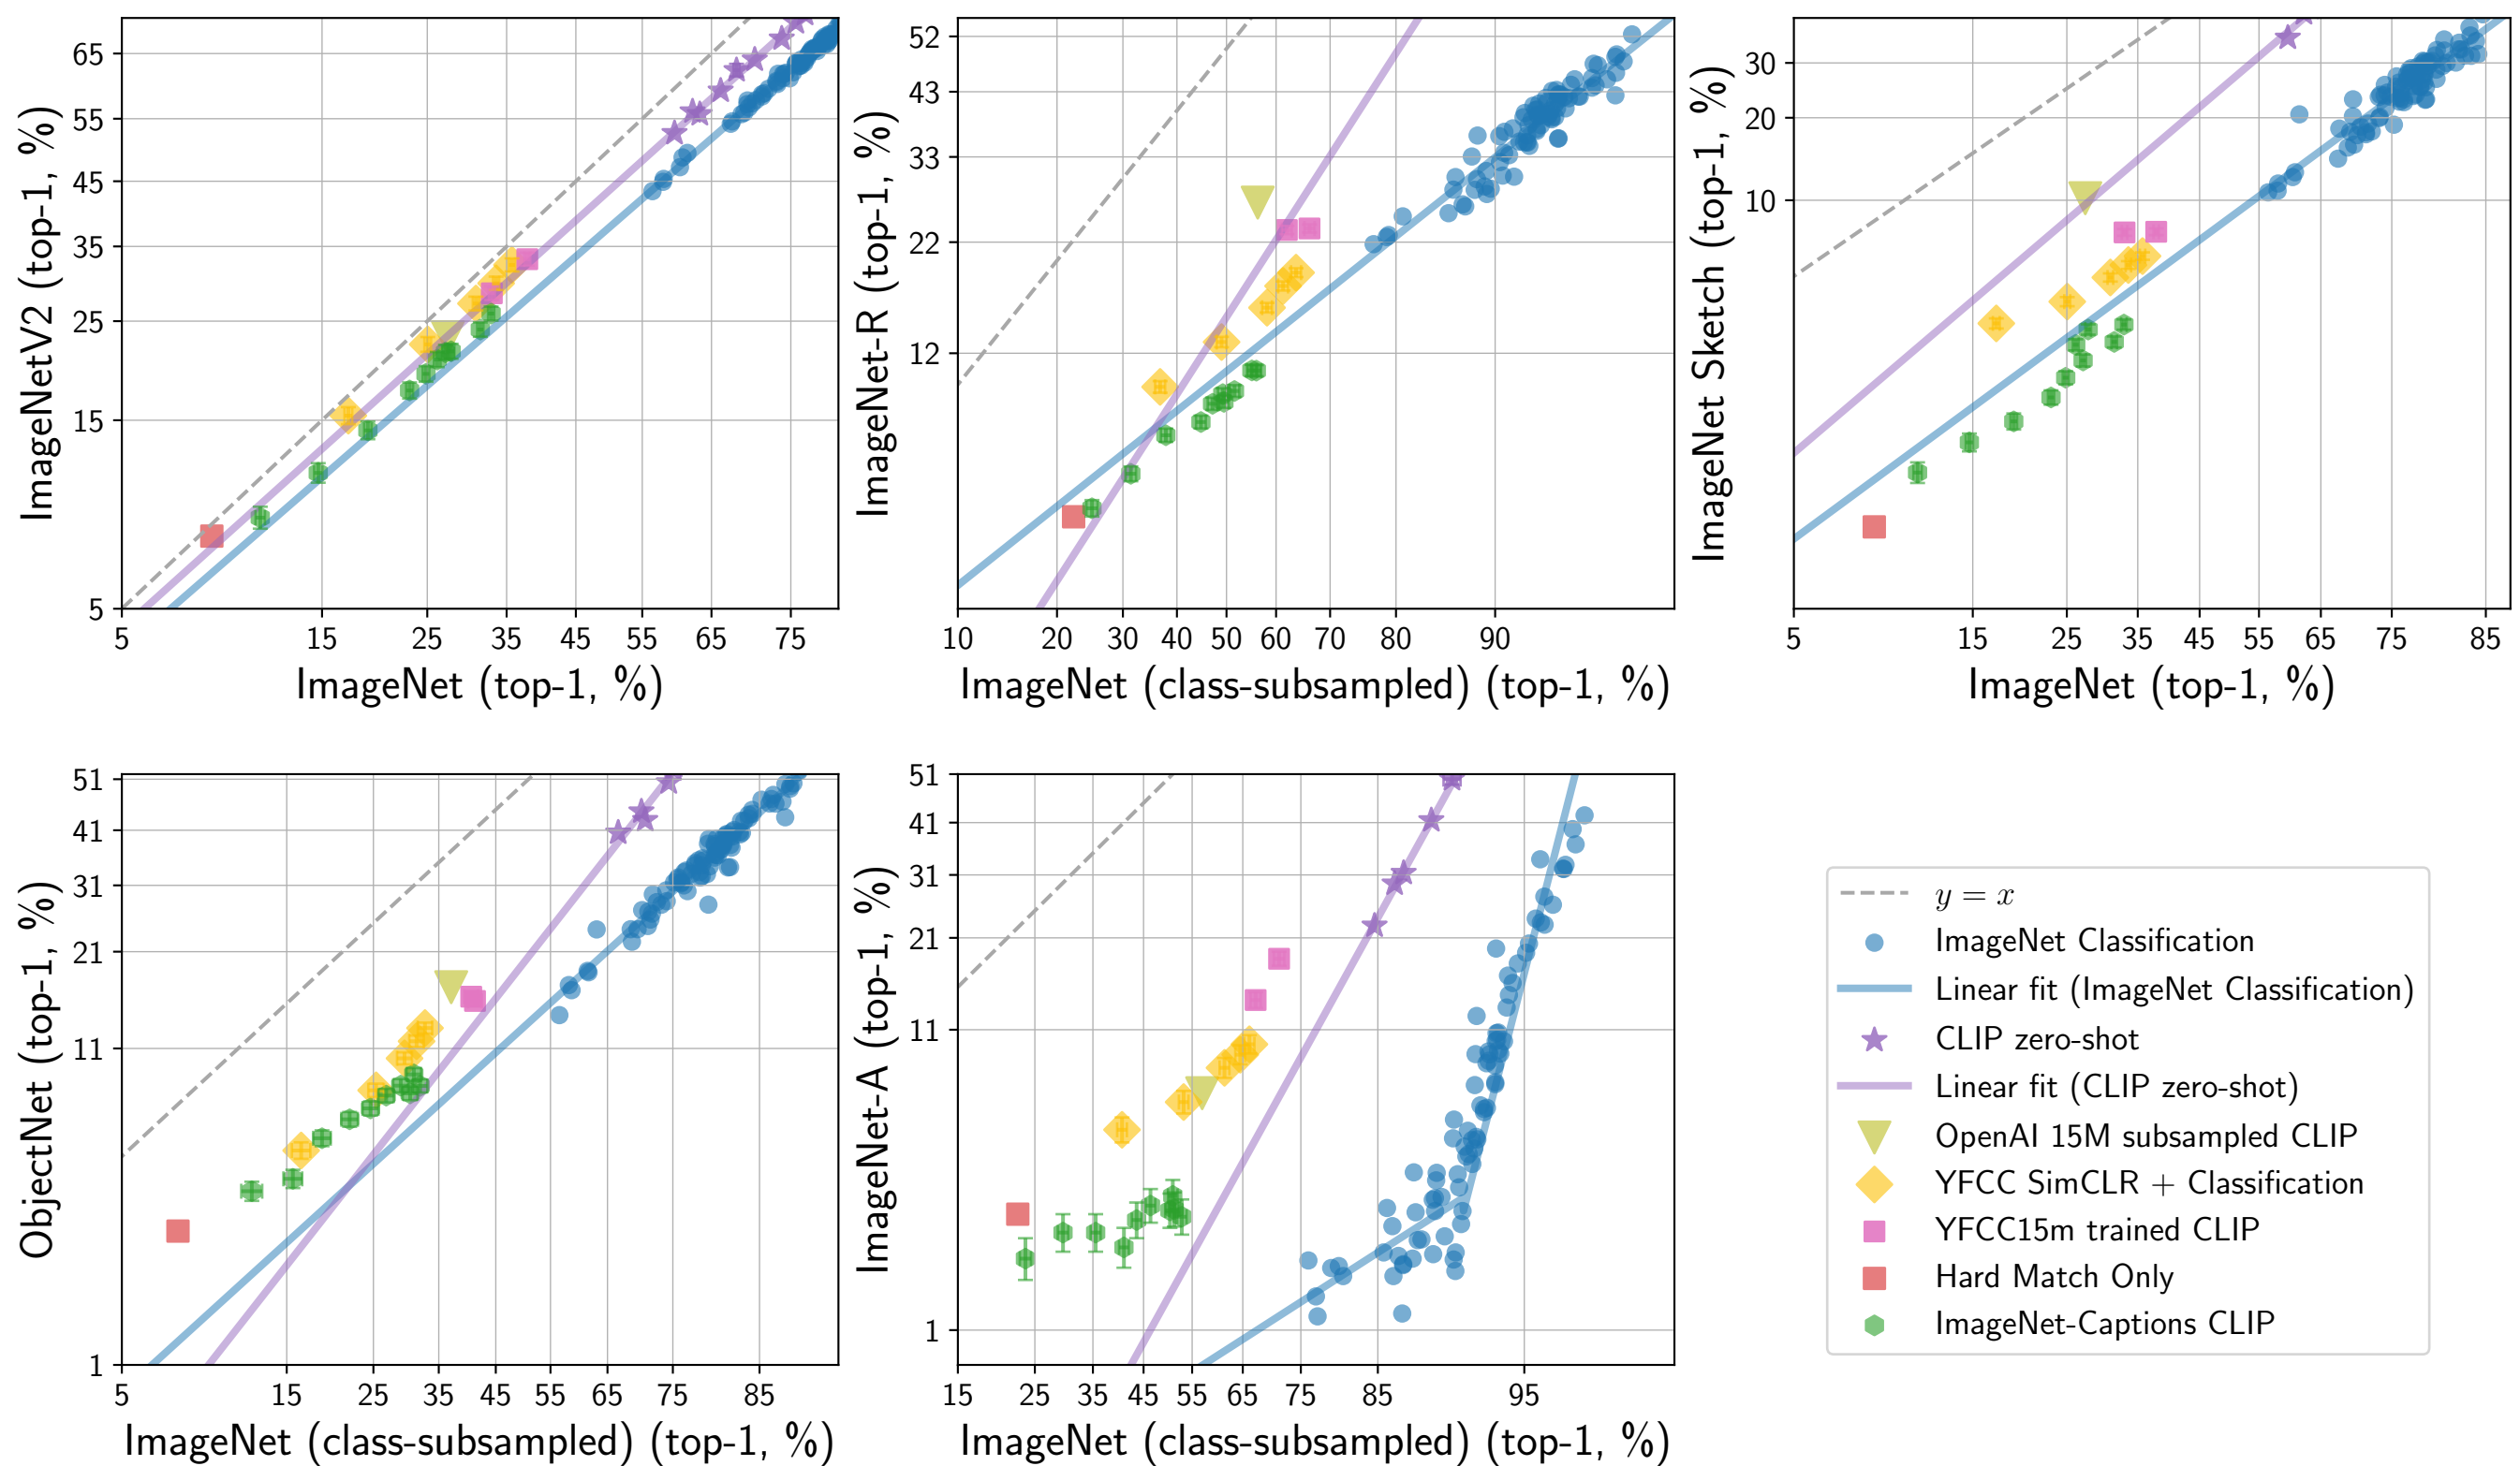 ImageNetV2 (top-1, %)
65
55
45
35
25
15
5
5 15 25 35 45 55 65 75
ImageNet (top-1, %)
ImageNet-R (top-1, %)
52
43
33
22
12
10 20 30 40 50 60 70 80 90
ImageNet (class-subsampled) (top-1, %)
ImageNet Sketch (top-1, %)
30
20
10
5 15 25 35 45 55 65 75 85
ImageNet (top-1, %)
ObjectNet (top-1, %)
51
41
31
21
11
1
5 15 25 35 45 55 65 75 85
ImageNet (class-subsampled) (top-1, %)
ImageNet-A (top-1, %)
51
41
31
21
11
1
15 25 35 45 55 65 75 85 95
ImageNet (class-subsampled) (top-1, %)
y = x
ImageNet Classification
Linear fit (ImageNet Classification)
CLIP zero-shot
Linear fit (CLIP zero-shot)
OpenAI 15M subsampled CLIP
YFCC SimCLR + Classification
YFCC15m trained CLIP
Hard Match Only
ImageNet-Captions CLIP